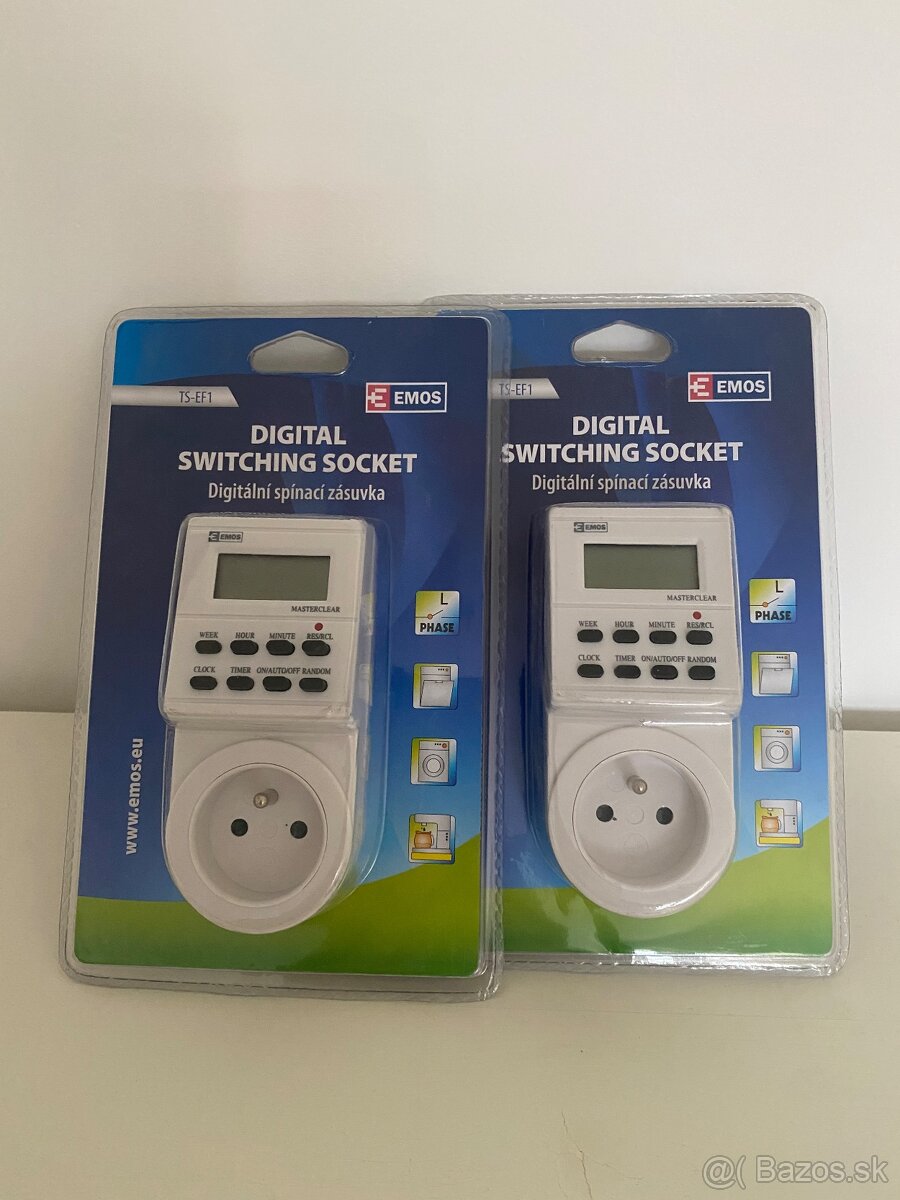 TS-EF1
EMOS
DIGITAL
SWITCHING SOCKET
Digitální spínací zásuvka
EMOS
MASTERCLEAR
WEEK HOUR MINUTE RES/RCL
CLOCK TIMER ON/AUTO/OFF RANDOM
L
PHASE
www.emos.eu
TS-EF1
EMOS
DIGITAL
SWITCHING SOCKET
Digitální spínací zásuvka
EMOS
MASTERCLEAR
WEEK HOUR MINUTE RES/RCL
CLOCK TIMER ON/AUTO/OFF RANDOM
L
PHASE
@( Bazos.sk